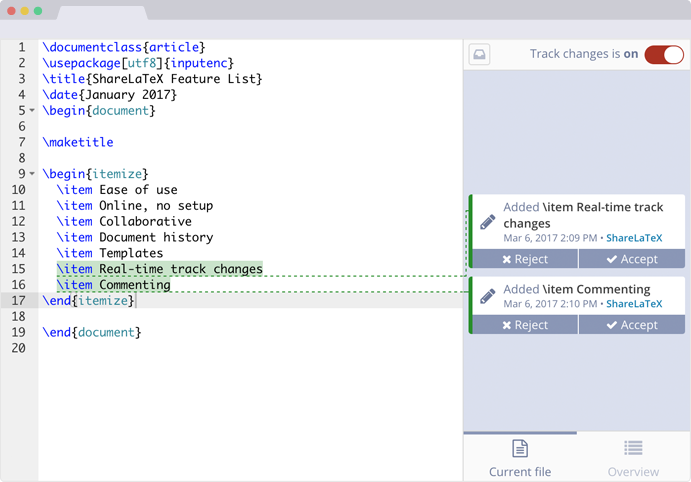 1 \documentclass{article}
2 \usepackage[utf8]{inputenc}
3 \title{ShareLaTeX Feature List}
4 \date{January 2017}
5 \begin{document}
6
7 \maketitle
8
9 \begin{itemize}
10 \item Ease of use
11 \item Online, no setup
12 \item Collaborative
13 \item Document history
14 \item Templates
15 \item Real-time track changes
16 \item Commenting
17 \end{itemize}
18
19 \end{document}
20
Track changes is on
Added \item Real-time track
changes
Mar 6, 2017 2:09 PM • ShareLaTeX
Reject Accept
Added \item Commenting
Mar 6, 2017 2:10 PM • ShareLaTeX
Reject Accept
Current file Overview